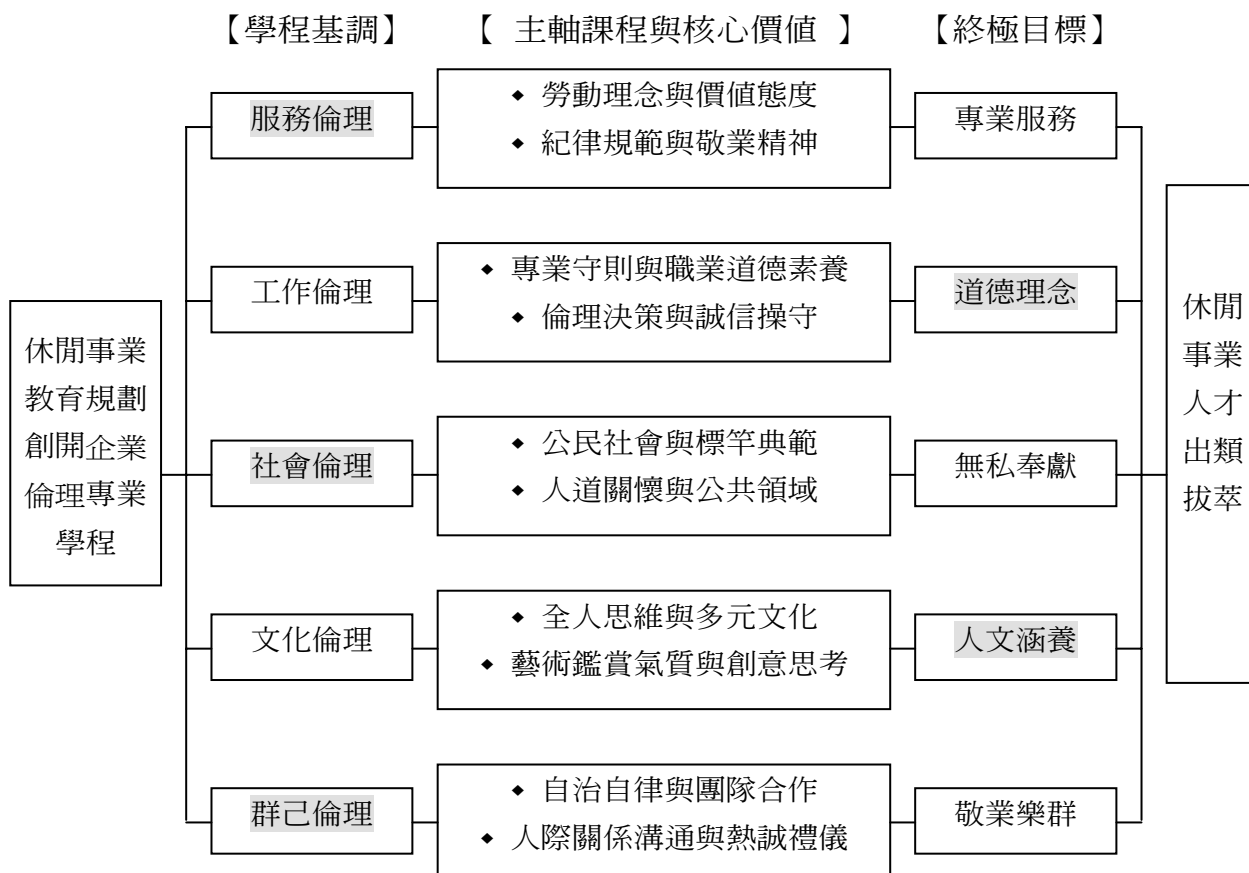 【學程基調】
【 主軸課程與核心價值 】
【終極目標】
休閒事業
教育規劃
創開企業
倫理專業
學程
服務倫理
◆ 勞動理念與價值態度
◆ 紀律規範與敬業精神
專業服務
工作倫理
◆ 專業守則與職業道德素養
◆ 倫理決策與誠信操守
道德理念
社會倫理
◆ 公民社會與標竿典範
◆ 人道關懷與公共領域
無私奉獻
文化倫理
◆ 全人思維與多元文化
◆ 藝術鑑賞氣質與創意思考
人文涵養
群己倫理
◆ 自治自律與團隊合作
◆ 人際關係溝通與熱誠禮儀
敬業樂群
休閒
事業
人才
出類
拔萃